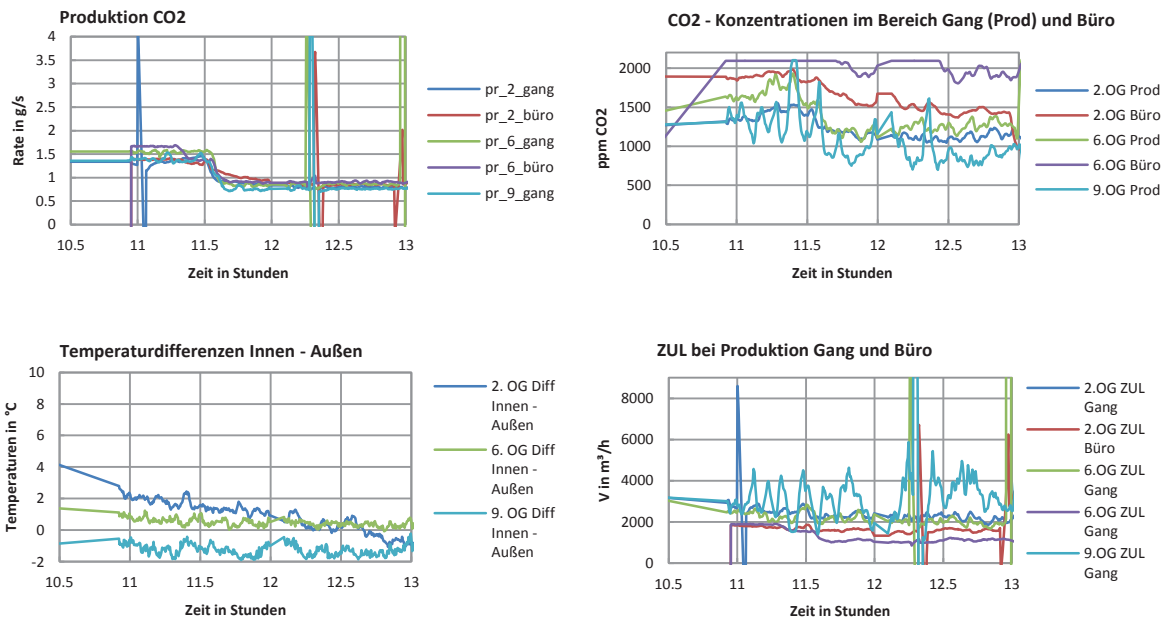 Produktion CO2
4
3.5
3
2.5
2
1.5
1
0.5
0
10.5 11 11.5 12 12.5 13
Rate in g/s
Zeit in Stunden
pr_2_gang
pr_2_büro
pr_6_gang
pr_6_büro
pr_9_gang
CO2 - Konzentrationen im Bereich Gang (Prod) und Büro
2000
1500
1000
500
0
10.5 11 11.5 12 12.5 13
ppm CO2
Zeit in Stunden
2.OG Prod
2.OG Büro
6.OG Prod
6.OG Büro
9.OG Prod
Temperaturdifferenzen Innen - Außen
10
8
6
4
2
0
-2
10.5 11 11.5 12 12.5 13
Temperaturen in °C
Zeit in Stunden
2. OG Diff
Innen -
Außen
6. OG Diff
Innen -
Außen
9. OG Diff
Innen -
Außen
ZUL bei Produktion Gang und Büro
8000
6000
4000
2000
0
10.5 11 11.5 12 12.5 13
V in m³/h
Zeit in Stunden
2.OG ZUL
Gang
2.OG ZUL
Büro
6.OG ZUL
Gang
6.OG ZUL
Gang
9.OG ZUL
Gang